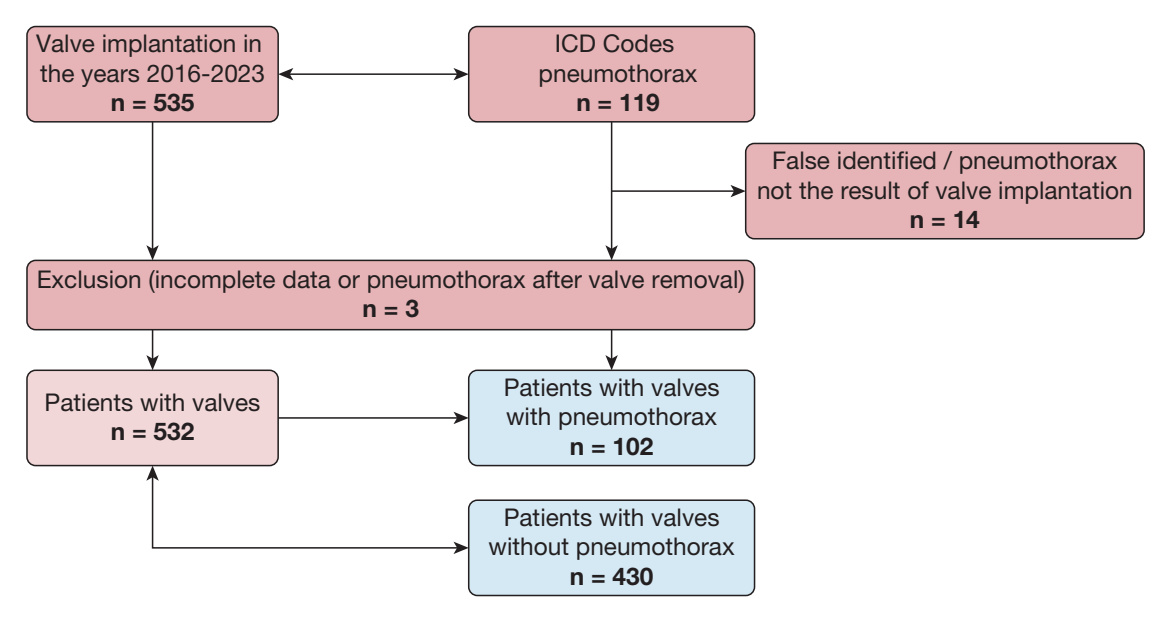 Valve implantation in
the years 2016-2023
n = 535
ICD Codes
pneumothorax
n = 119
False identified / pneumothorax
not the result of valve implantation
n = 14
Exclusion (incomplete data or pneumothorax after valve removal)
n = 3
Patients with valves
n = 532
Patients with valves
with pneumothorax
n = 102
Patients with valves
without pneumothorax
n = 430